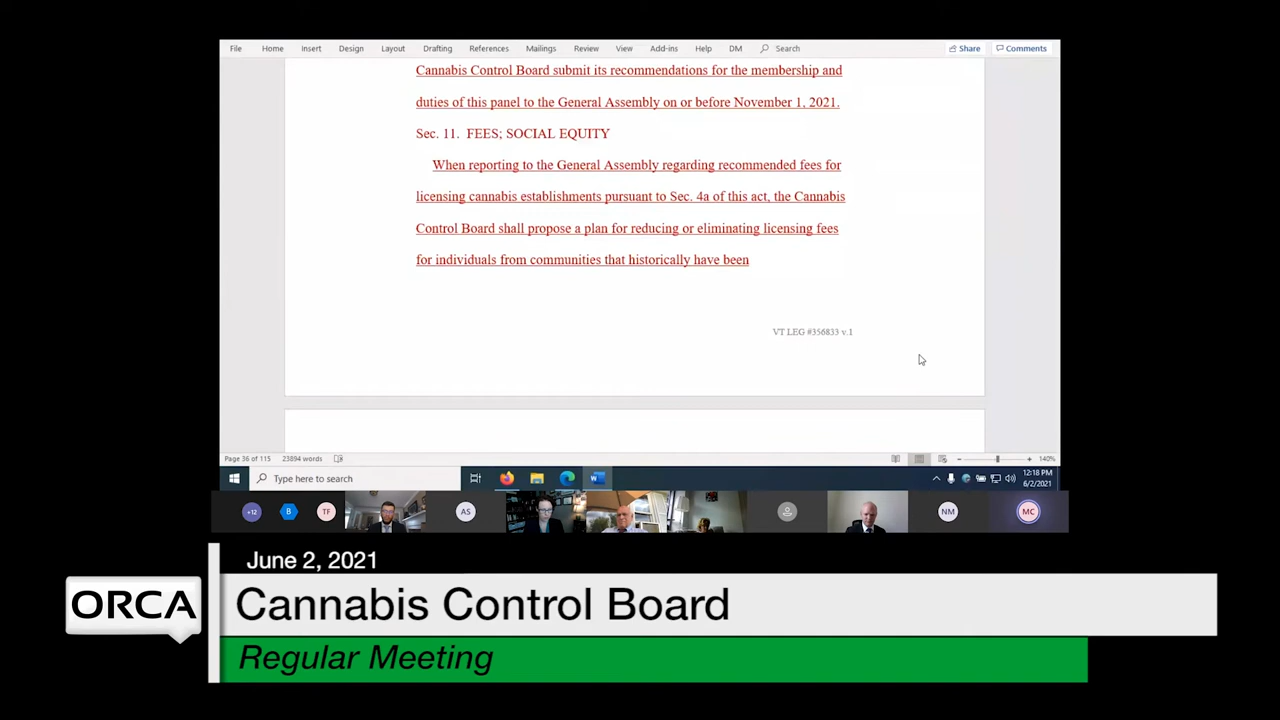 File Home Insert Design Layout Drafting References Mailings Review View Add-ins Help DM Search Share Comments
Cannabis Control Board submit its recommendations for the membership and
duties of this panel to the General Assembly on or before November 1, 2021.
Sec. 11. FEES; SOCIAL EQUITY
When reporting to the General Assembly regarding recommended fees for
licensing cannabis establishments pursuant to Sec. 4a of this act, the Cannabis
Control Board shall propose a plan for reducing or eliminating licensing fees
for individuals from communities that historically have been
VT LEG #356833 v.1
Page 36 of 115 23894 words 140%
Type here to search 12:18 PM
6/2/2021
+12 B TF AS NM MC
June 2, 2021
ORCA Cannabis Control Board
Regular Meeting